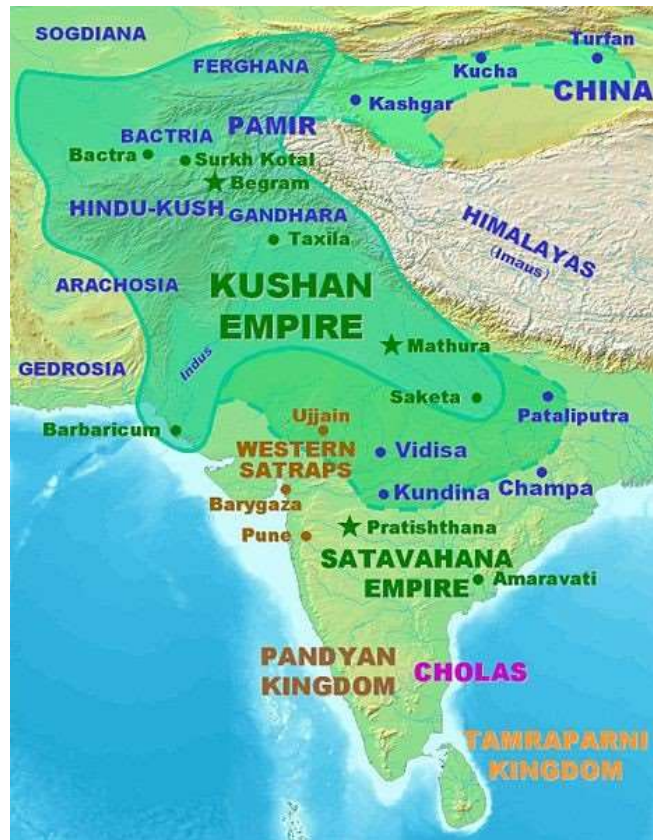 SOGDIANA
Turfan
FERGHANA
Kucha
CHINA
Kashgar
PAMIR
BACTRIA
Bactra
Surkh Kotal
Begram
HINDU-KUSH
GANDHARA
HIMALAYAS
(Imaus)
Taxila
ARACHOSIA
KUSHAN
EMPIRE
Mathura
GEDROSIA
Indus
Saketa
Pataliputra
Barbaricum
Ujjain
WESTERN
SATRAPS
Vidisa
Kundina
Champa
Barygaza
Pune
Pratishthana
SATAVAHANA
EMPIRE
Amaravati
PANDYAN
KINGDOM
CHOLAS
TAMRAPARNI
KINGDOM